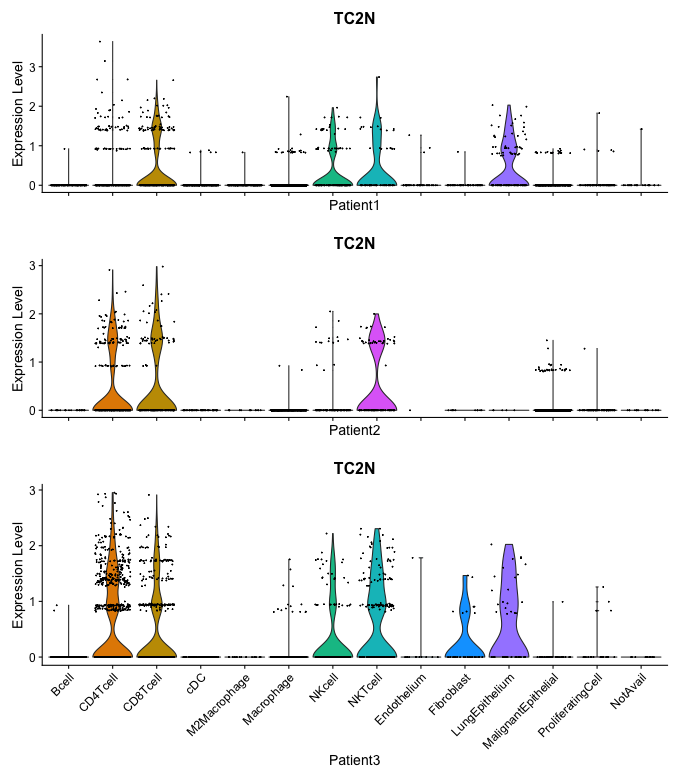 TC2N
Expression Level
3
2
1
0
Patient1
TC2N
Expression Level
3
2
1
0
Patient2
TC2N
Expression Level
3
2
1
0
Bcell
CD4Tcell
CD8Tcell
cDC
M2Macrophage
Macrophage
NKcell
NKTcell
Endothelium
Fibroblast
LungEpithelium
MalignantEpithelial
ProliferatingCell
NotAvail
Patient3